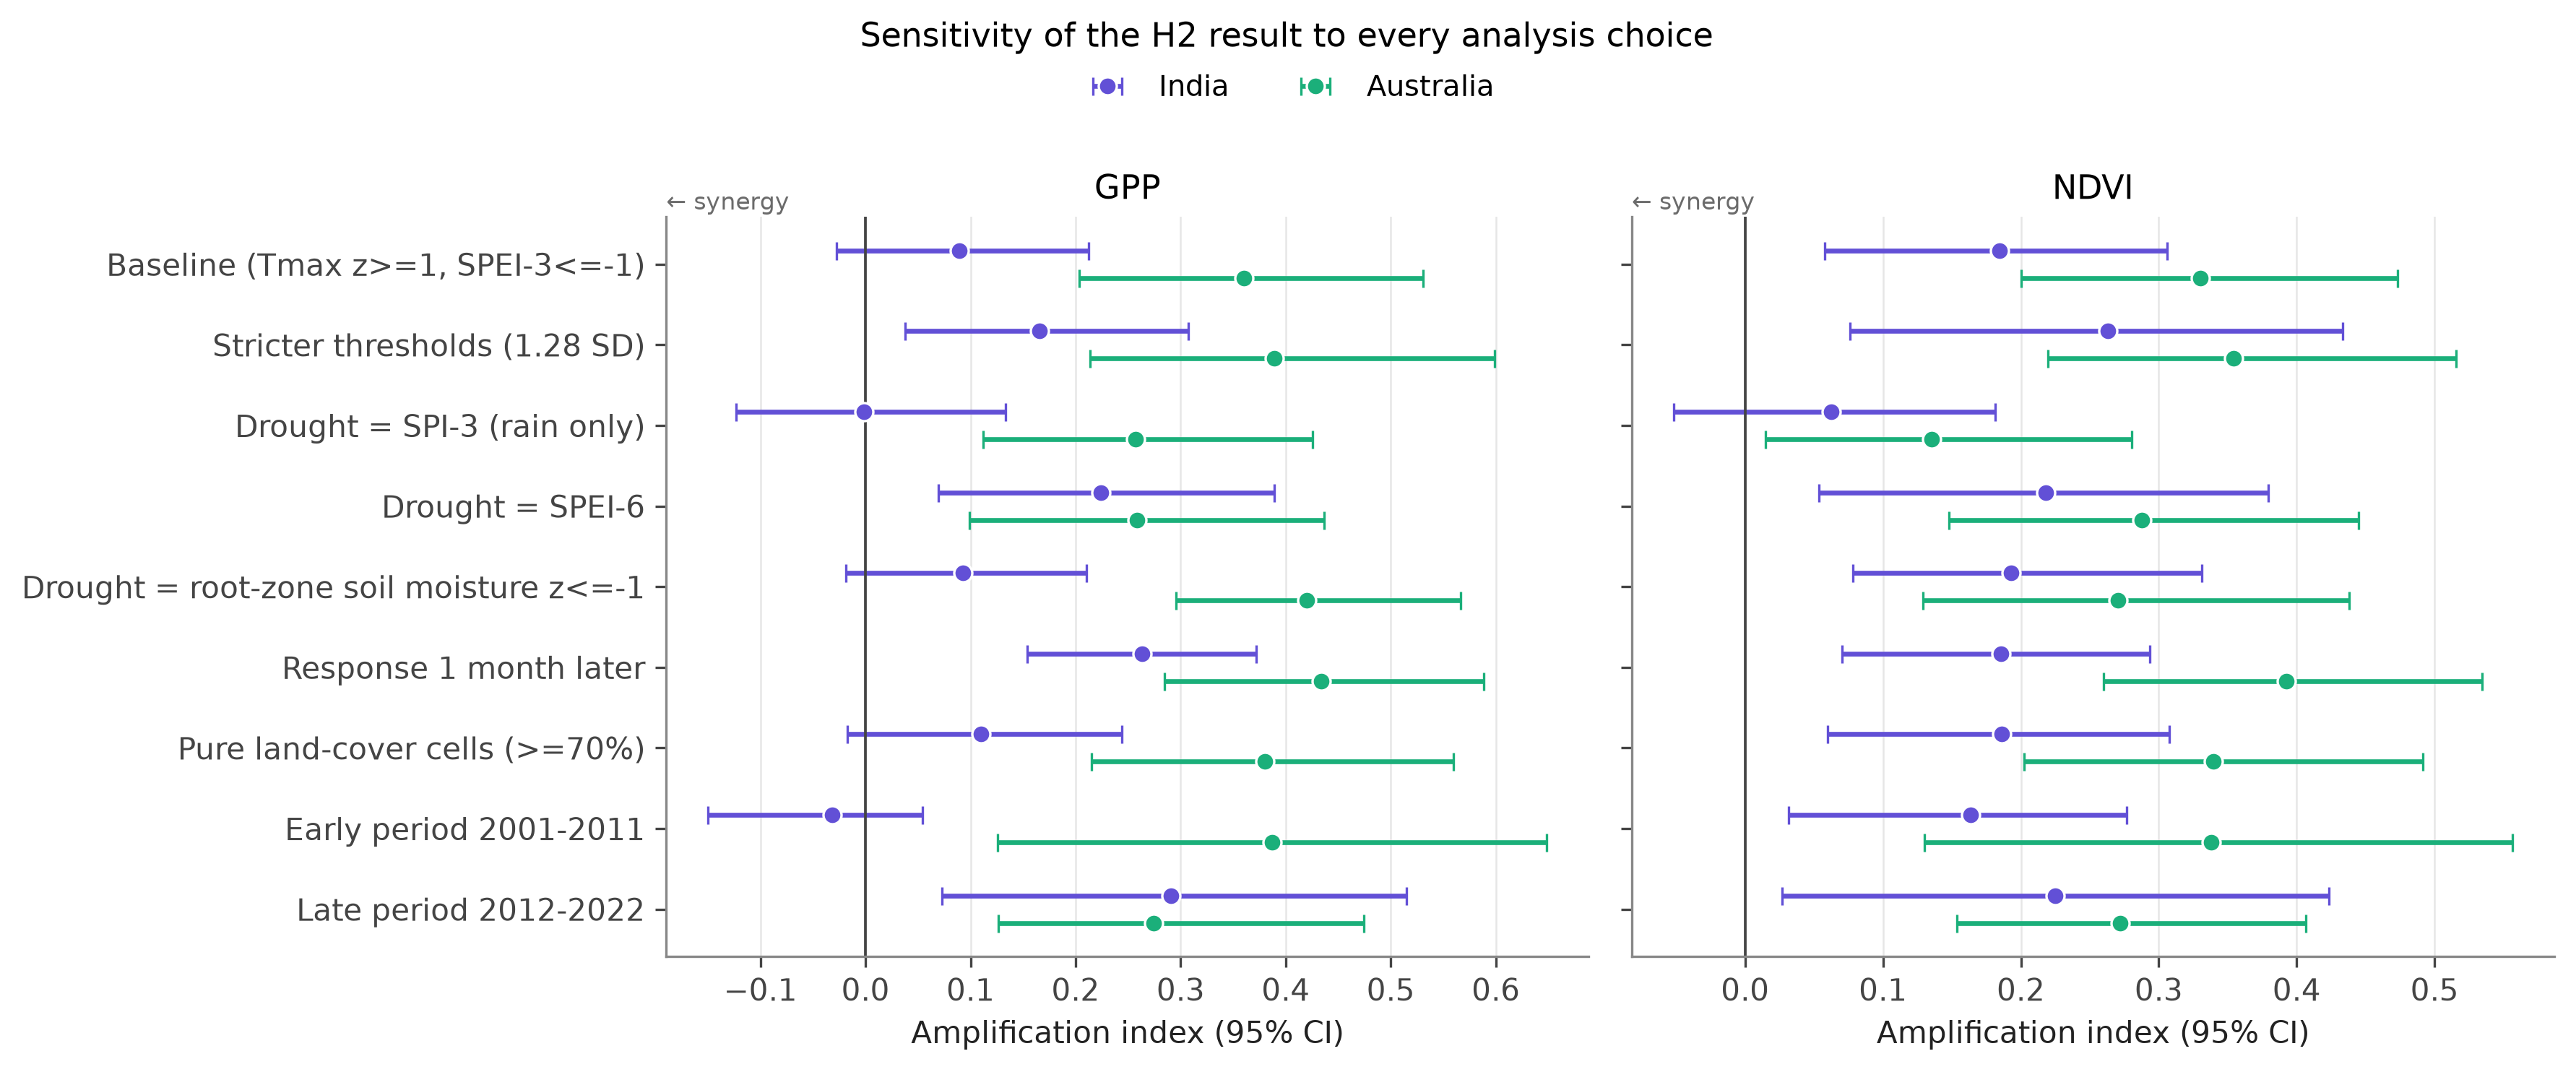 Sensitivity of the H2 result to every analysis choice
India
Australia
GPP
NDVI
← synergy
← synergy
Baseline (Tmax z>=1, SPEI-3<=-1)
Stricter thresholds (1.28 SD)
Drought = SPI-3 (rain only)
Drought = SPEI-6
Drought = root-zone soil moisture z<=-1
Response 1 month later
Pure land-cover cells (>=70%)
Early period 2001-2011
Late period 2012-2022
−0.1 0.0 0.1 0.2 0.3 0.4 0.5 0.6
0.0 0.1 0.2 0.3 0.4 0.5
Amplification index (95% CI)
Amplification index (95% CI)